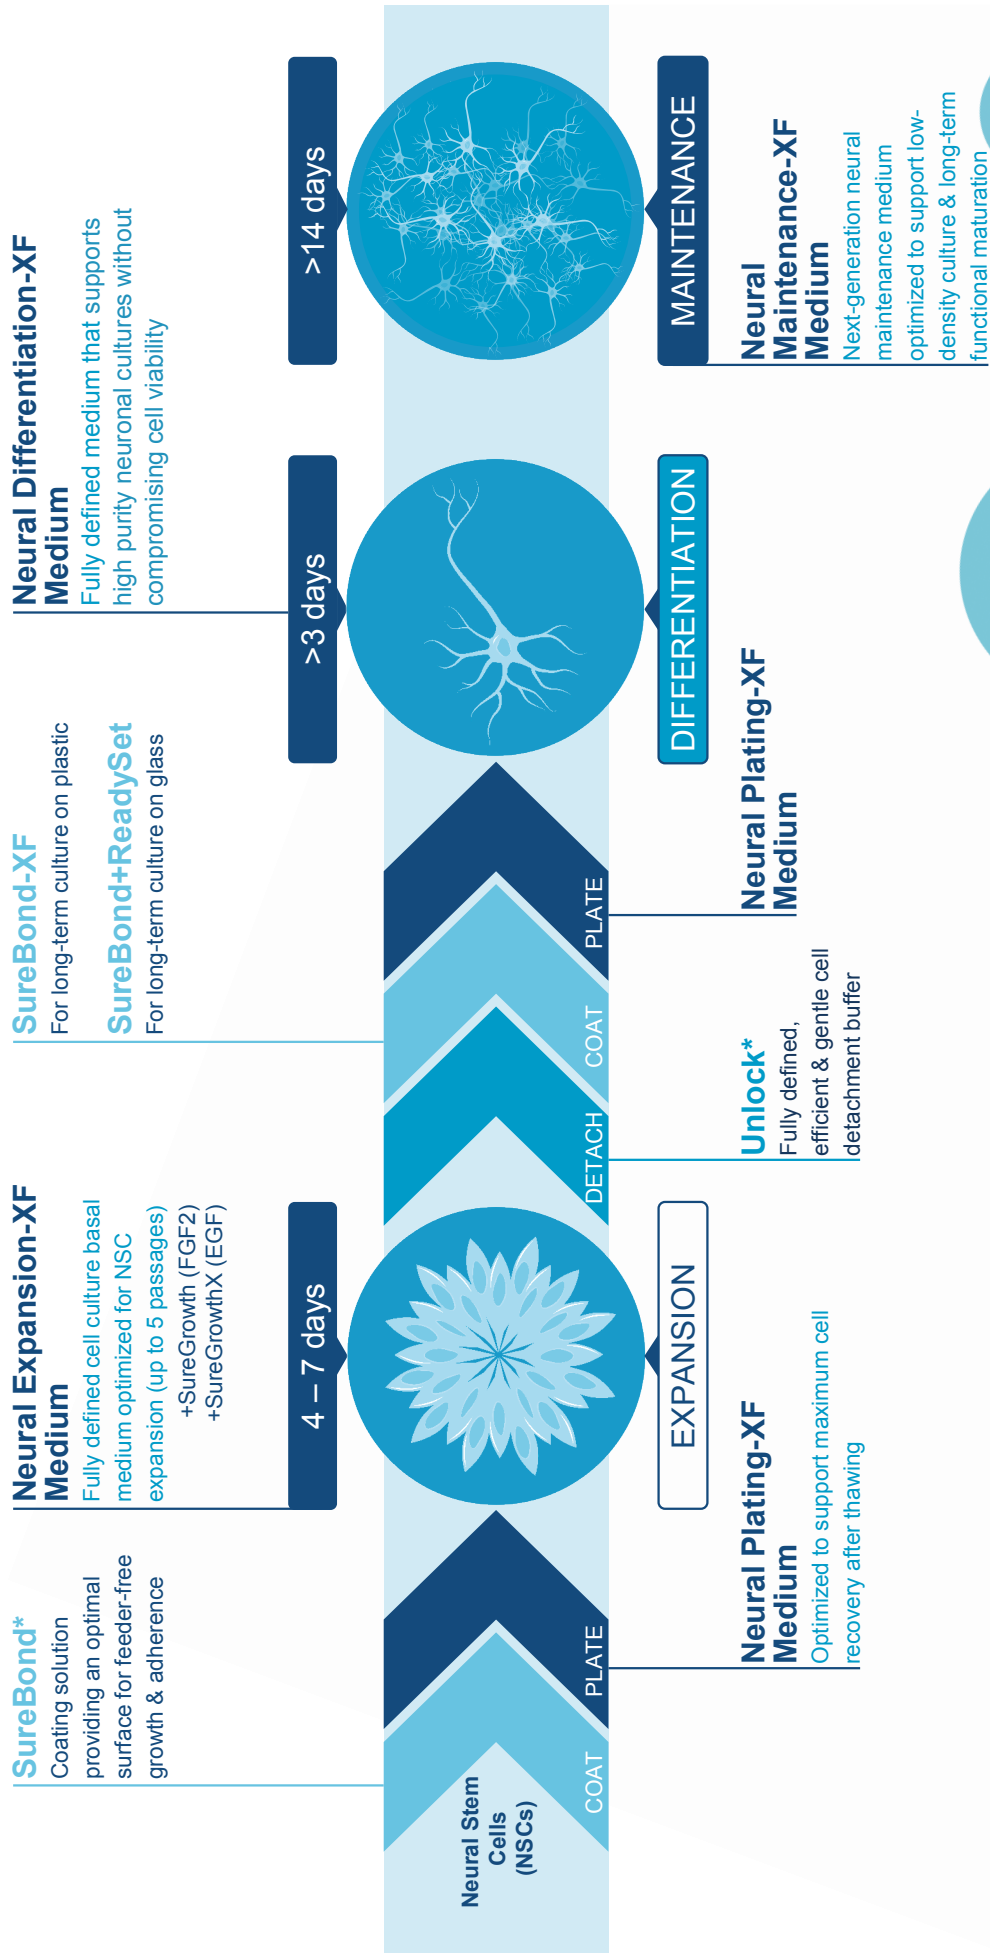 SureBond*
Coating solution
providing an optimal
surface for feeder-free
growth & adherence
Neural Expansion-XF
Medium
Fully defined cell culture basal
medium optimized for NSC
expansion (up to 5 passages)
+SureGrowth (FGF2)
+SureGrowthX (EGF)
SureBond-XF
For long-term culture on plastic
SureBond+ReadySet
For long-term culture on glass
Neural Differentiation-XF
Medium
Fully defined medium that supports
high purity neuronal cultures without
compromising cell viability
4 – 7 days
>3 days
>14 days
Neural Stem
Cells
(NSCs)
COAT
PLATE
DETACH
COAT
PLATE
EXPANSION
DIFFERENTIATION
MAINTENANCE
Neural Plating-XF
Medium
Optimized to support maximum cell
recovery after thawing
Unlock*
Fully defined,
efficient & gentle cell
detachment buffer
Neural Plating-XF
Medium
Neural
Maintenance-XF
Medium
Next-generation neural
maintenance medium
optimized to support low-
density culture & long-term
functional maturation